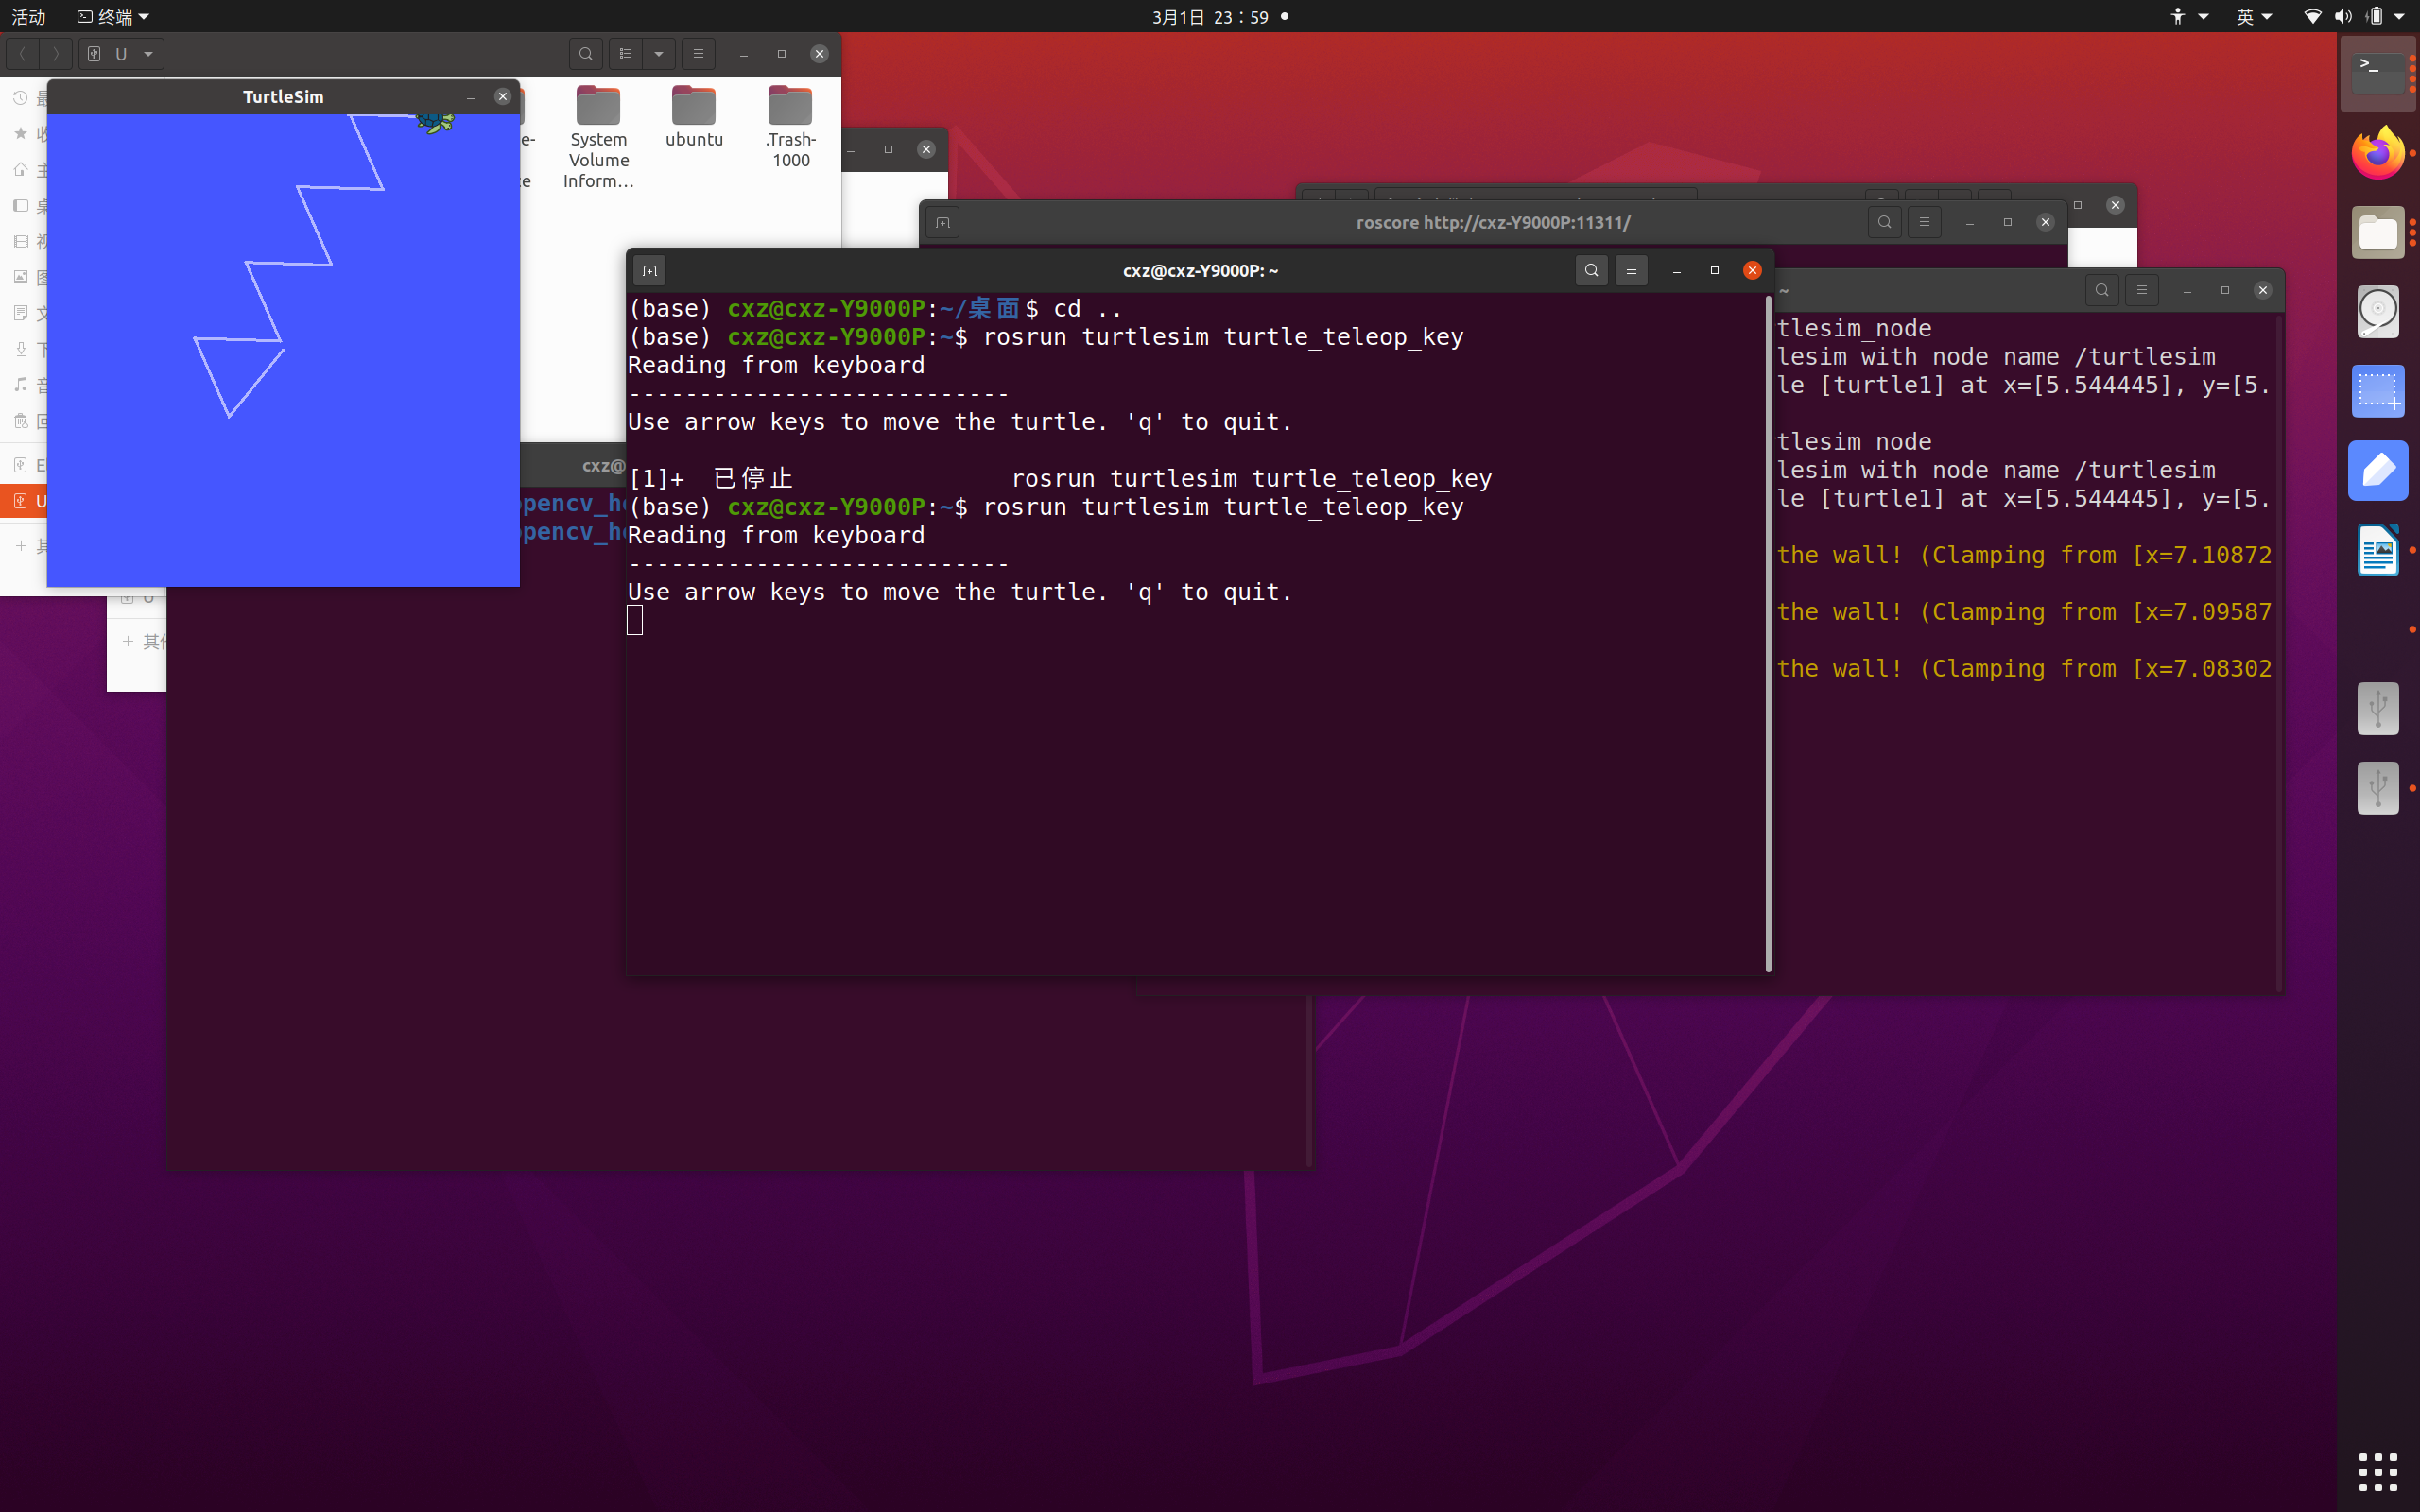 活动
终端
3月1日 23：59
英
U
TurtleSim
System
Volume
Inform…
ubuntu
.Trash-
1000
roscore http://cxz-Y9000P:11311/
cxz@cxz-Y9000P: ~
(base) cxz@cxz-Y9000P:~/桌面$ cd ..
(base) cxz@cxz-Y9000P:~$ rosrun turtlesim turtle_teleop_key
Reading from keyboard
---------------------------
Use arrow keys to move the turtle. 'q' to quit.
[1]+  已停止               rosrun turtlesim turtle_teleop_key
(base) cxz@cxz-Y9000P:~$ rosrun turtlesim turtle_teleop_key
Reading from keyboard
---------------------------
Use arrow keys to move the turtle. 'q' to quit.
tlesim_node
lesim with node name /turtlesim
le [turtle1] at x=[5.544445], y=[5.
tlesim_node
lesim with node name /turtlesim
le [turtle1] at x=[5.544445], y=[5.
the wall! (Clamping from [x=7.10872
the wall! (Clamping from [x=7.09587
the wall! (Clamping from [x=7.08302
cxz@
U